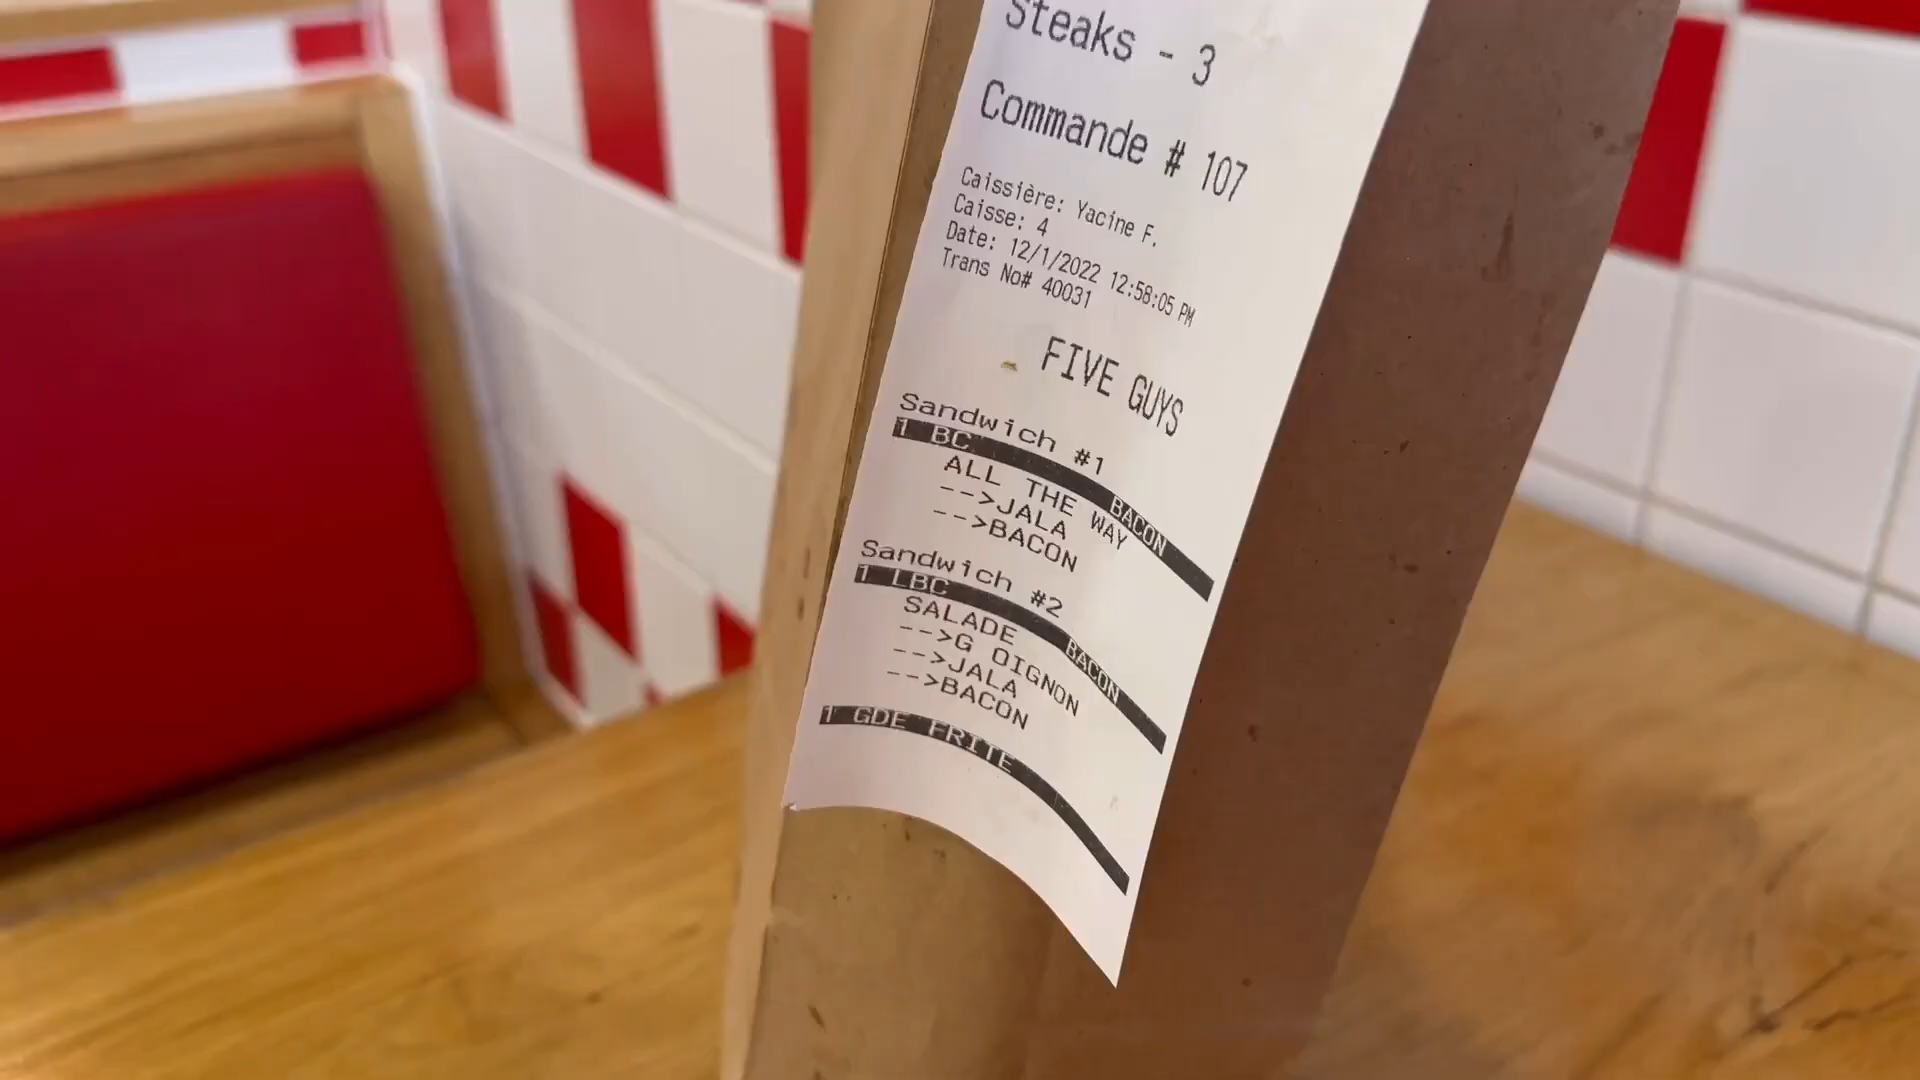 Steaks - 3
Commande # 107
Caissière: Yacine F.
Caisse: 4
Date: 12/1/2022 12:58:05 PM
Trans No# 40031
FIVE GUYS
Sandwich #1
1 BC BACON
ALL THE WAY
-->JALA
-->BACON
Sandwich #2
1 LBC BACON
SALADE
-->G OIGNON
-->JALA
-->BACON
1 GDE FRITE